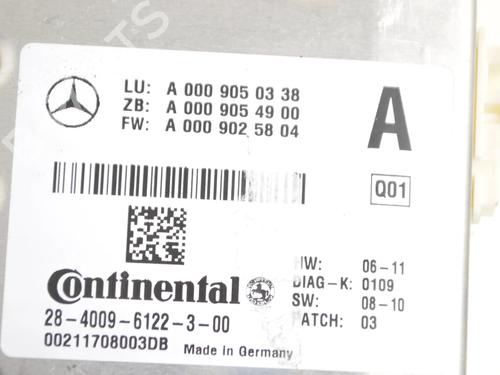 LU: A 000 905 03 38
ZB: A 000 905 49 00
FW: A 000 902 58 04
A
Q01
Continental
28-4009-6122-3-00
00211708003DB Made in Germany
HW: 06-11
DIAG-K: 0109
SW: 08-10
PATCH: 03